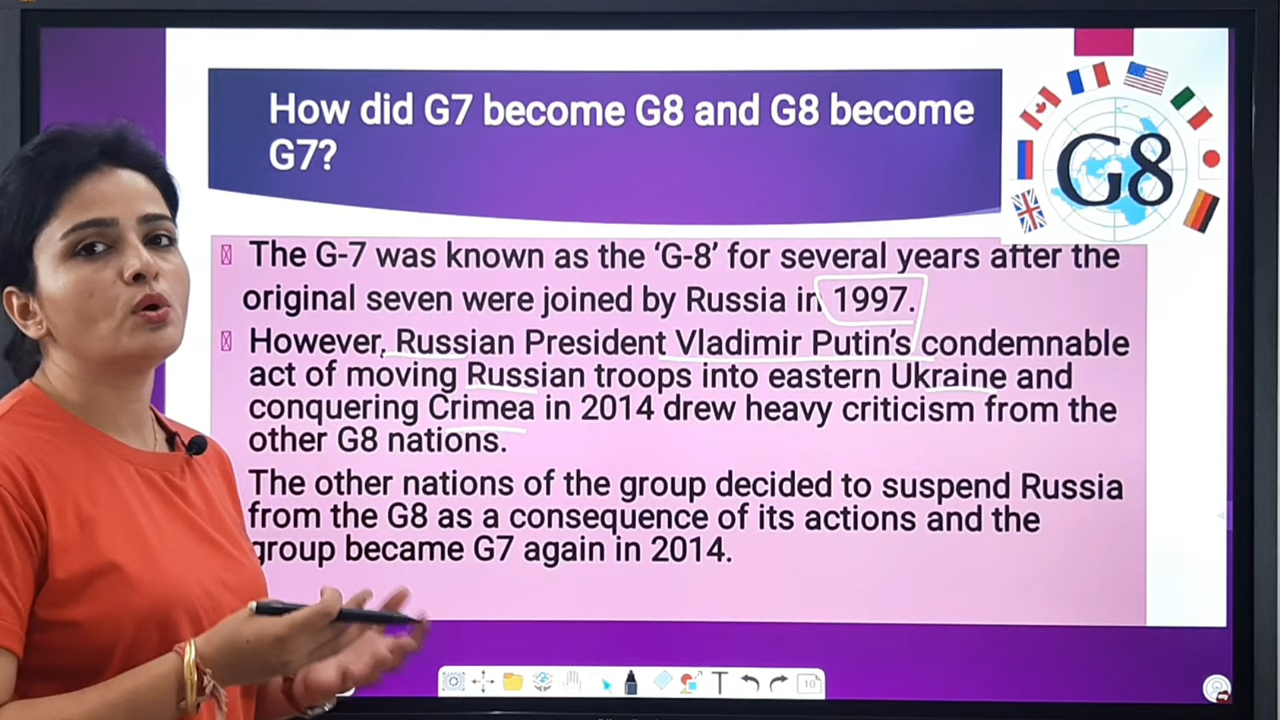 How did G7 become G8 and G8 become
G7?
G8
The G-7 was known as the ‘G-8’ for several years after the
original seven were joined by Russia in 1997.
However, Russian President Vladimir Putin’s condemnable
act of moving Russian troops into eastern Ukraine and
conquering Crimea in 2014 drew heavy criticism from the
other G8 nations.
The other nations of the group decided to suspend Russia
from the G8 as a consequence of its actions and the
group became G7 again in 2014.
T
10